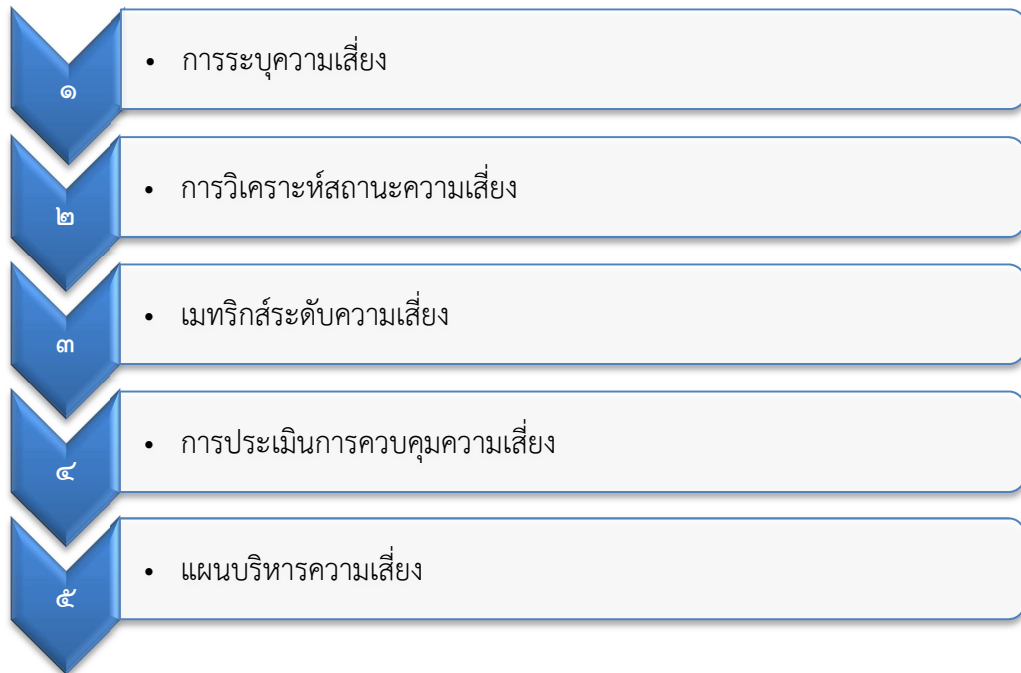 ๑
• การระบุความเสี่ยง
๒
• การวิเคราะห์สถานะความเสี่ยง
๓
• เมทริกส์ระดับความเสี่ยง
๔
• การประเมินการควบคุมความเสี่ยง
๕
• แผนบริหารความเสี่ยง